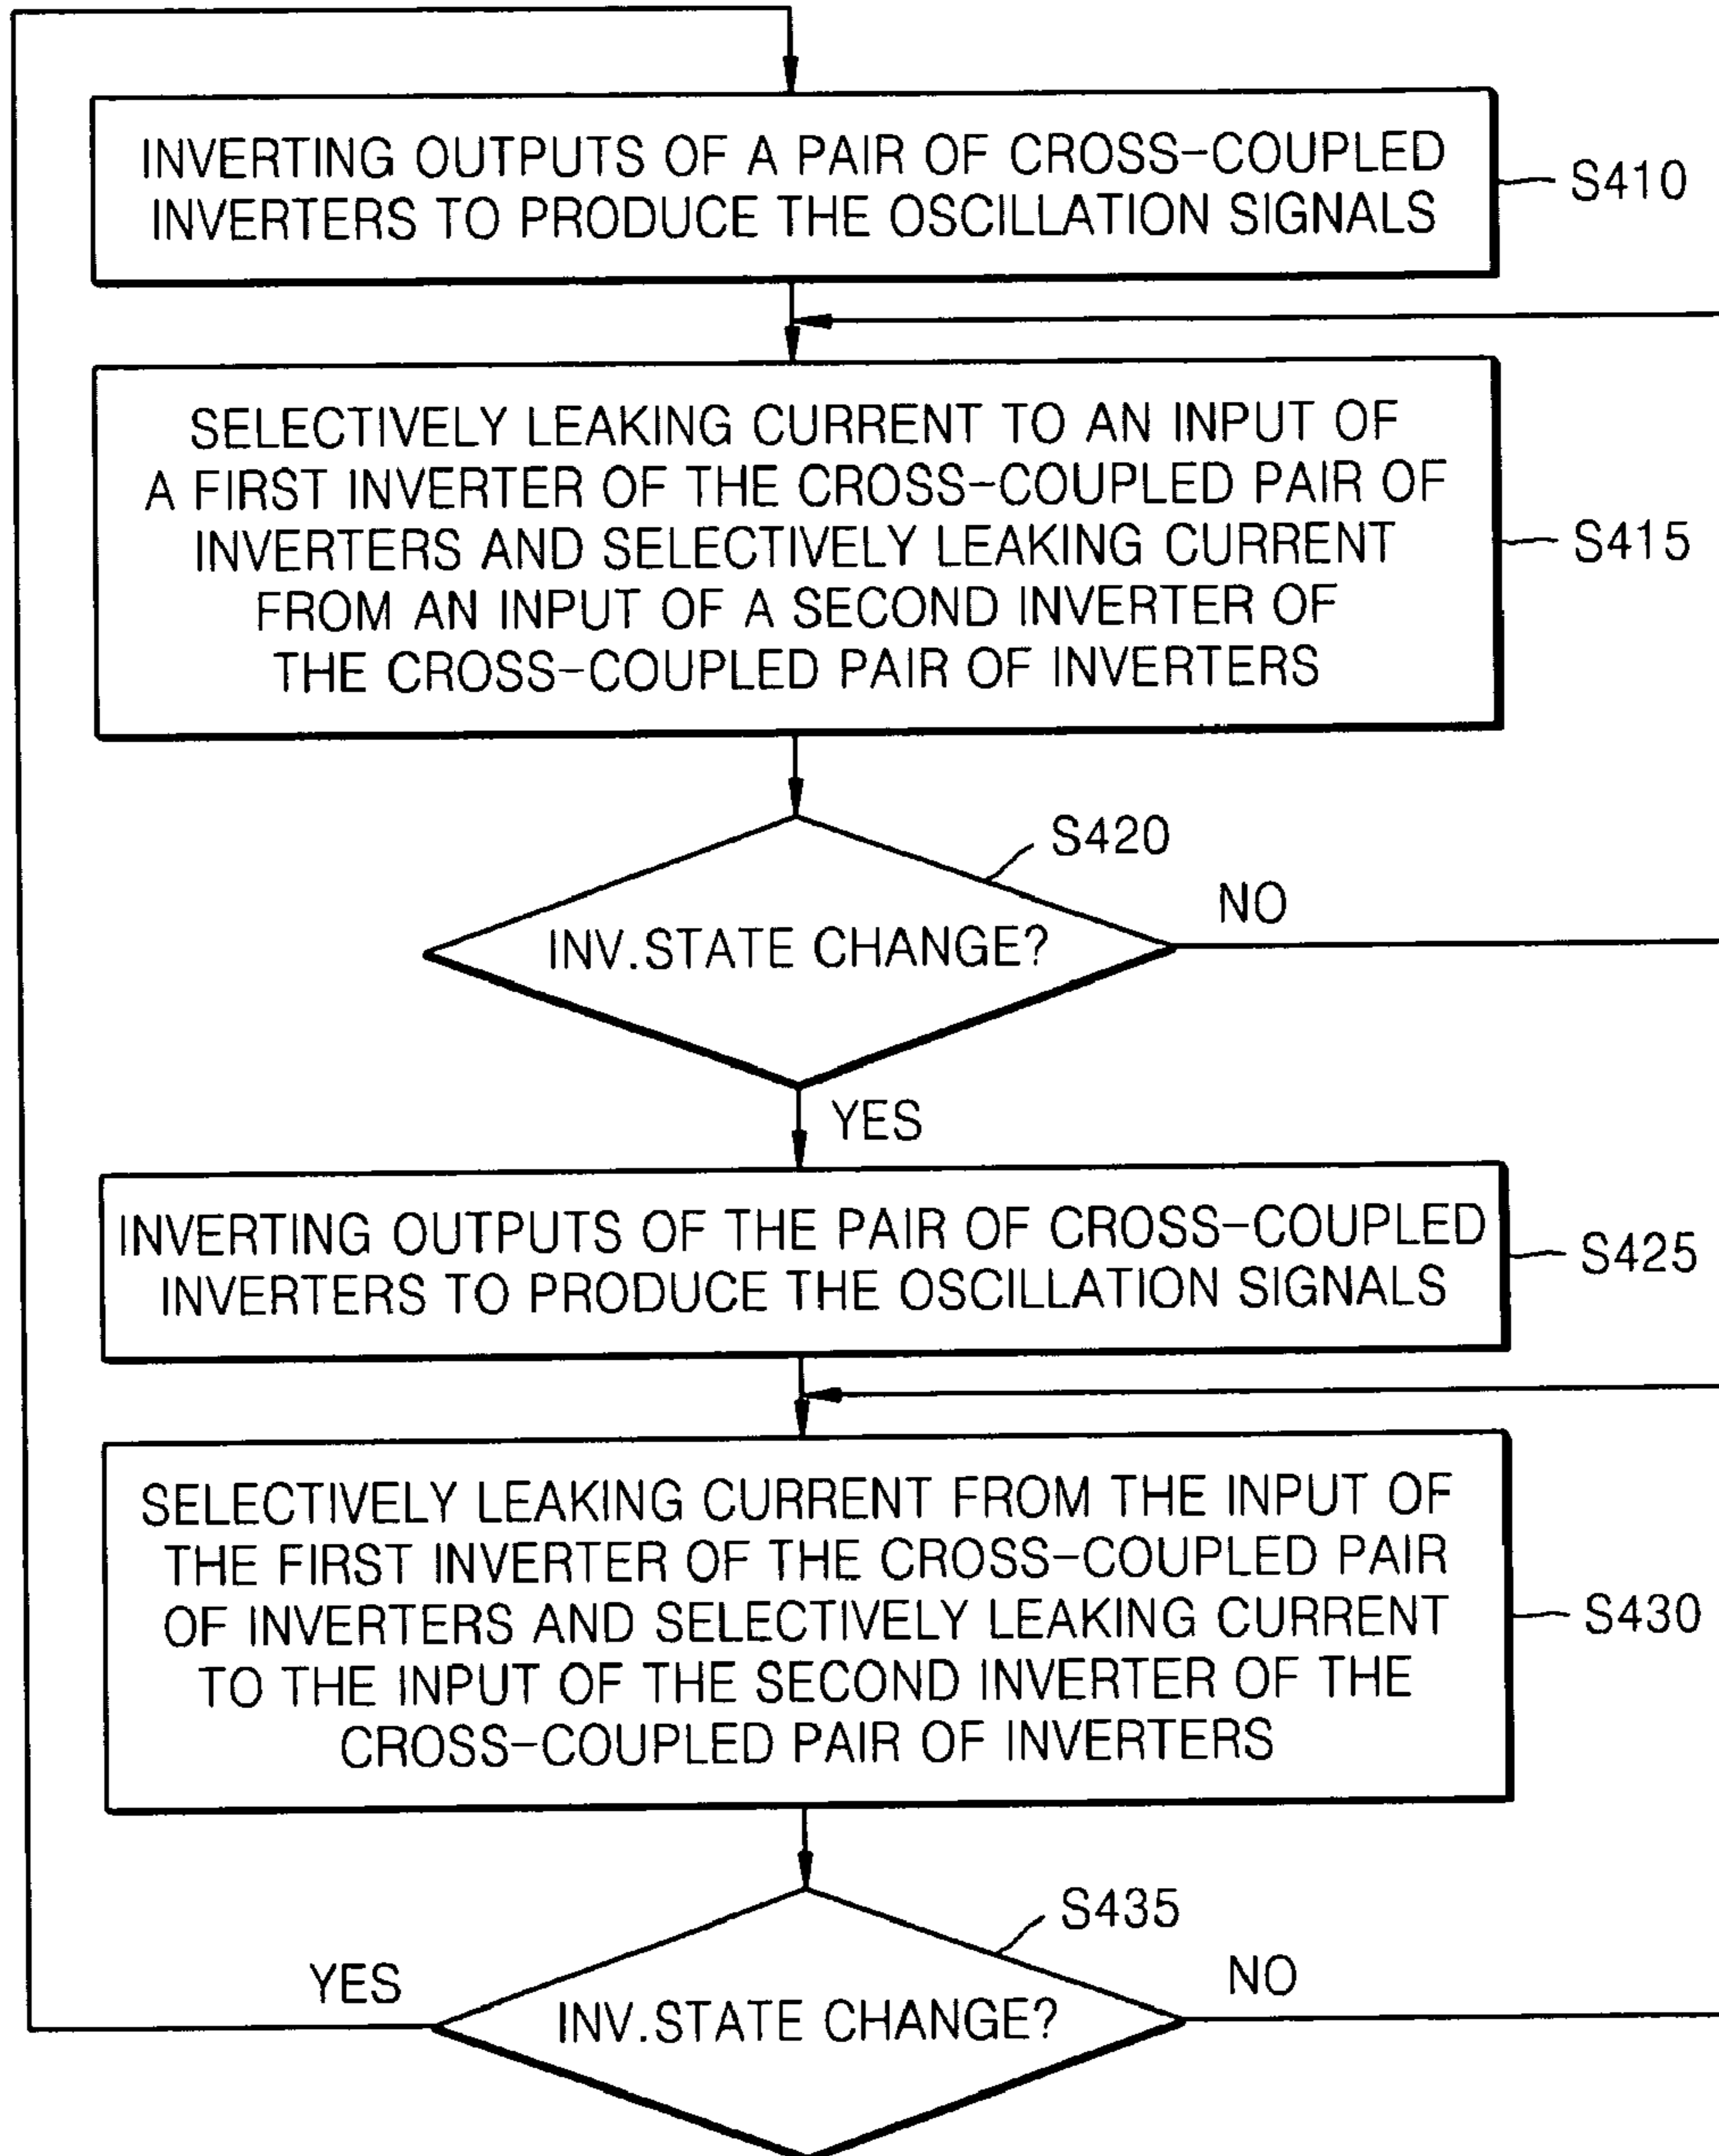 INVERTING OUTPUTS OF A PAIR OF CROSS-COUPLED
INVERTERS TO PRODUCE THE OSCILLATION SIGNALS
S410
SELECTIVELY LEAKING CURRENT TO AN INPUT OF
A FIRST INVERTER OF THE CROSS-COUPLED PAIR OF
INVERTERS AND SELECTIVELY LEAKING CURRENT
FROM AN INPUT OF A SECOND INVERTER OF
THE CROSS-COUPLED PAIR OF INVERTERS
S415
S420
INV.STATE CHANGE?
NO
YES
INVERTING OUTPUTS OF THE PAIR OF CROSS-COUPLED
INVERTERS TO PRODUCE THE OSCILLATION SIGNALS
S425
SELECTIVELY LEAKING CURRENT FROM THE INPUT OF
THE FIRST INVERTER OF THE CROSS-COUPLED PAIR
OF INVERTERS AND SELECTIVELY LEAKING CURRENT
TO THE INPUT OF THE SECOND INVERTER OF THE
CROSS-COUPLED PAIR OF INVERTERS
S430
S435
YES
INV.STATE CHANGE?
NO